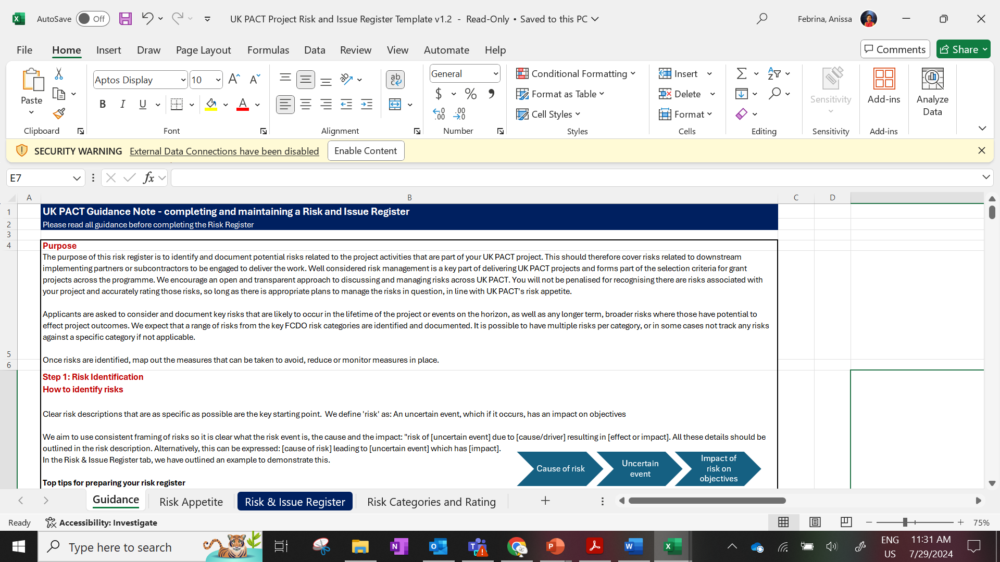 AutoSave Off UK PACT Project Risk and Issue Register Template v1.2 - Read-Only • Saved to this PC Febrina, Anissa
File Home Insert Draw Page Layout Formulas Data Review View Automate Help Comments Share
Paste
Clipboard
Aptos Display 10
B I U A
Font
ab
Alignment
General
$ % ,
Number
Conditional Formatting
Format as Table
Cell Styles
Styles
Insert
Delete
Format
Cells
Editing
Sensitivity
Sensitivity
Add-ins
Add-ins
Analyze
Data
SECURITY WARNING External Data Connections have been disabled Enable Content
E7 fx
A B C D
1 UK PACT Guidance Note - completing and maintaining a Risk and Issue Register
2 Please read all guidance before completing the Risk Register
3
4 Purpose
The purpose of this risk register is to identify and document potential risks related to the project activities that are part of your UK PACT project. This should therefore cover risks related to downstream
implementing partners or subcontractors to be engaged to deliver the work. Well considered risk management is a key part of delivering UK PACT projects and forms part of the selection criteria for grant
projects across the programme. We encourage an open and transparent approach to discussing and managing risks across UK PACT. You will not be penalised for recognising there are risks associated with
your project and accurately rating those risks, so long as there is appropriate plans to manage the risks in question, in line with UK PACT's risk appetite.
Applicants are asked to consider and document key risks that are likely to occur in the lifetime of the project or events on the horizon, as well as any longer term, broader risks where those have potential to
effect project outcomes. We expect that a range of risks from the key FCDO risk categories are identified and documented. It is possible to have multiple risks per category, or in some cases not track any risks
against a specific category if not applicable.
5
Once risks are identified, map out the measures that can be taken to avoid, reduce or monitor measures in place.
6
Step 1: Risk Identification
How to identify risks
Clear risk descriptions that are as specific as possible are the key starting point. We define 'risk' as: An uncertain event, which if it occurs, has an impact on objectives
We aim to use consistent framing of risks so it is clear what the risk event is, the cause and the impact: "risk of [uncertain event] due to [cause/driver] resulting in [effect or impact]. All these details should be
outlined in the risk description. Alternatively, this can be expressed: [cause of risk] leading to [uncertain event] which has [impact].
In the Risk & Issue Register tab, we have outlined an example to demonstrate this.
Cause of risk
Uncertain
event
Impact of
risk on
objectives
Top tips for preparing your risk register
Guidance Risk Appetite Risk & Issue Register Risk Categories and Rating
Ready Accessibility: Investigate 75%
Type here to search
ENG
US
11:31 AM
7/29/2024